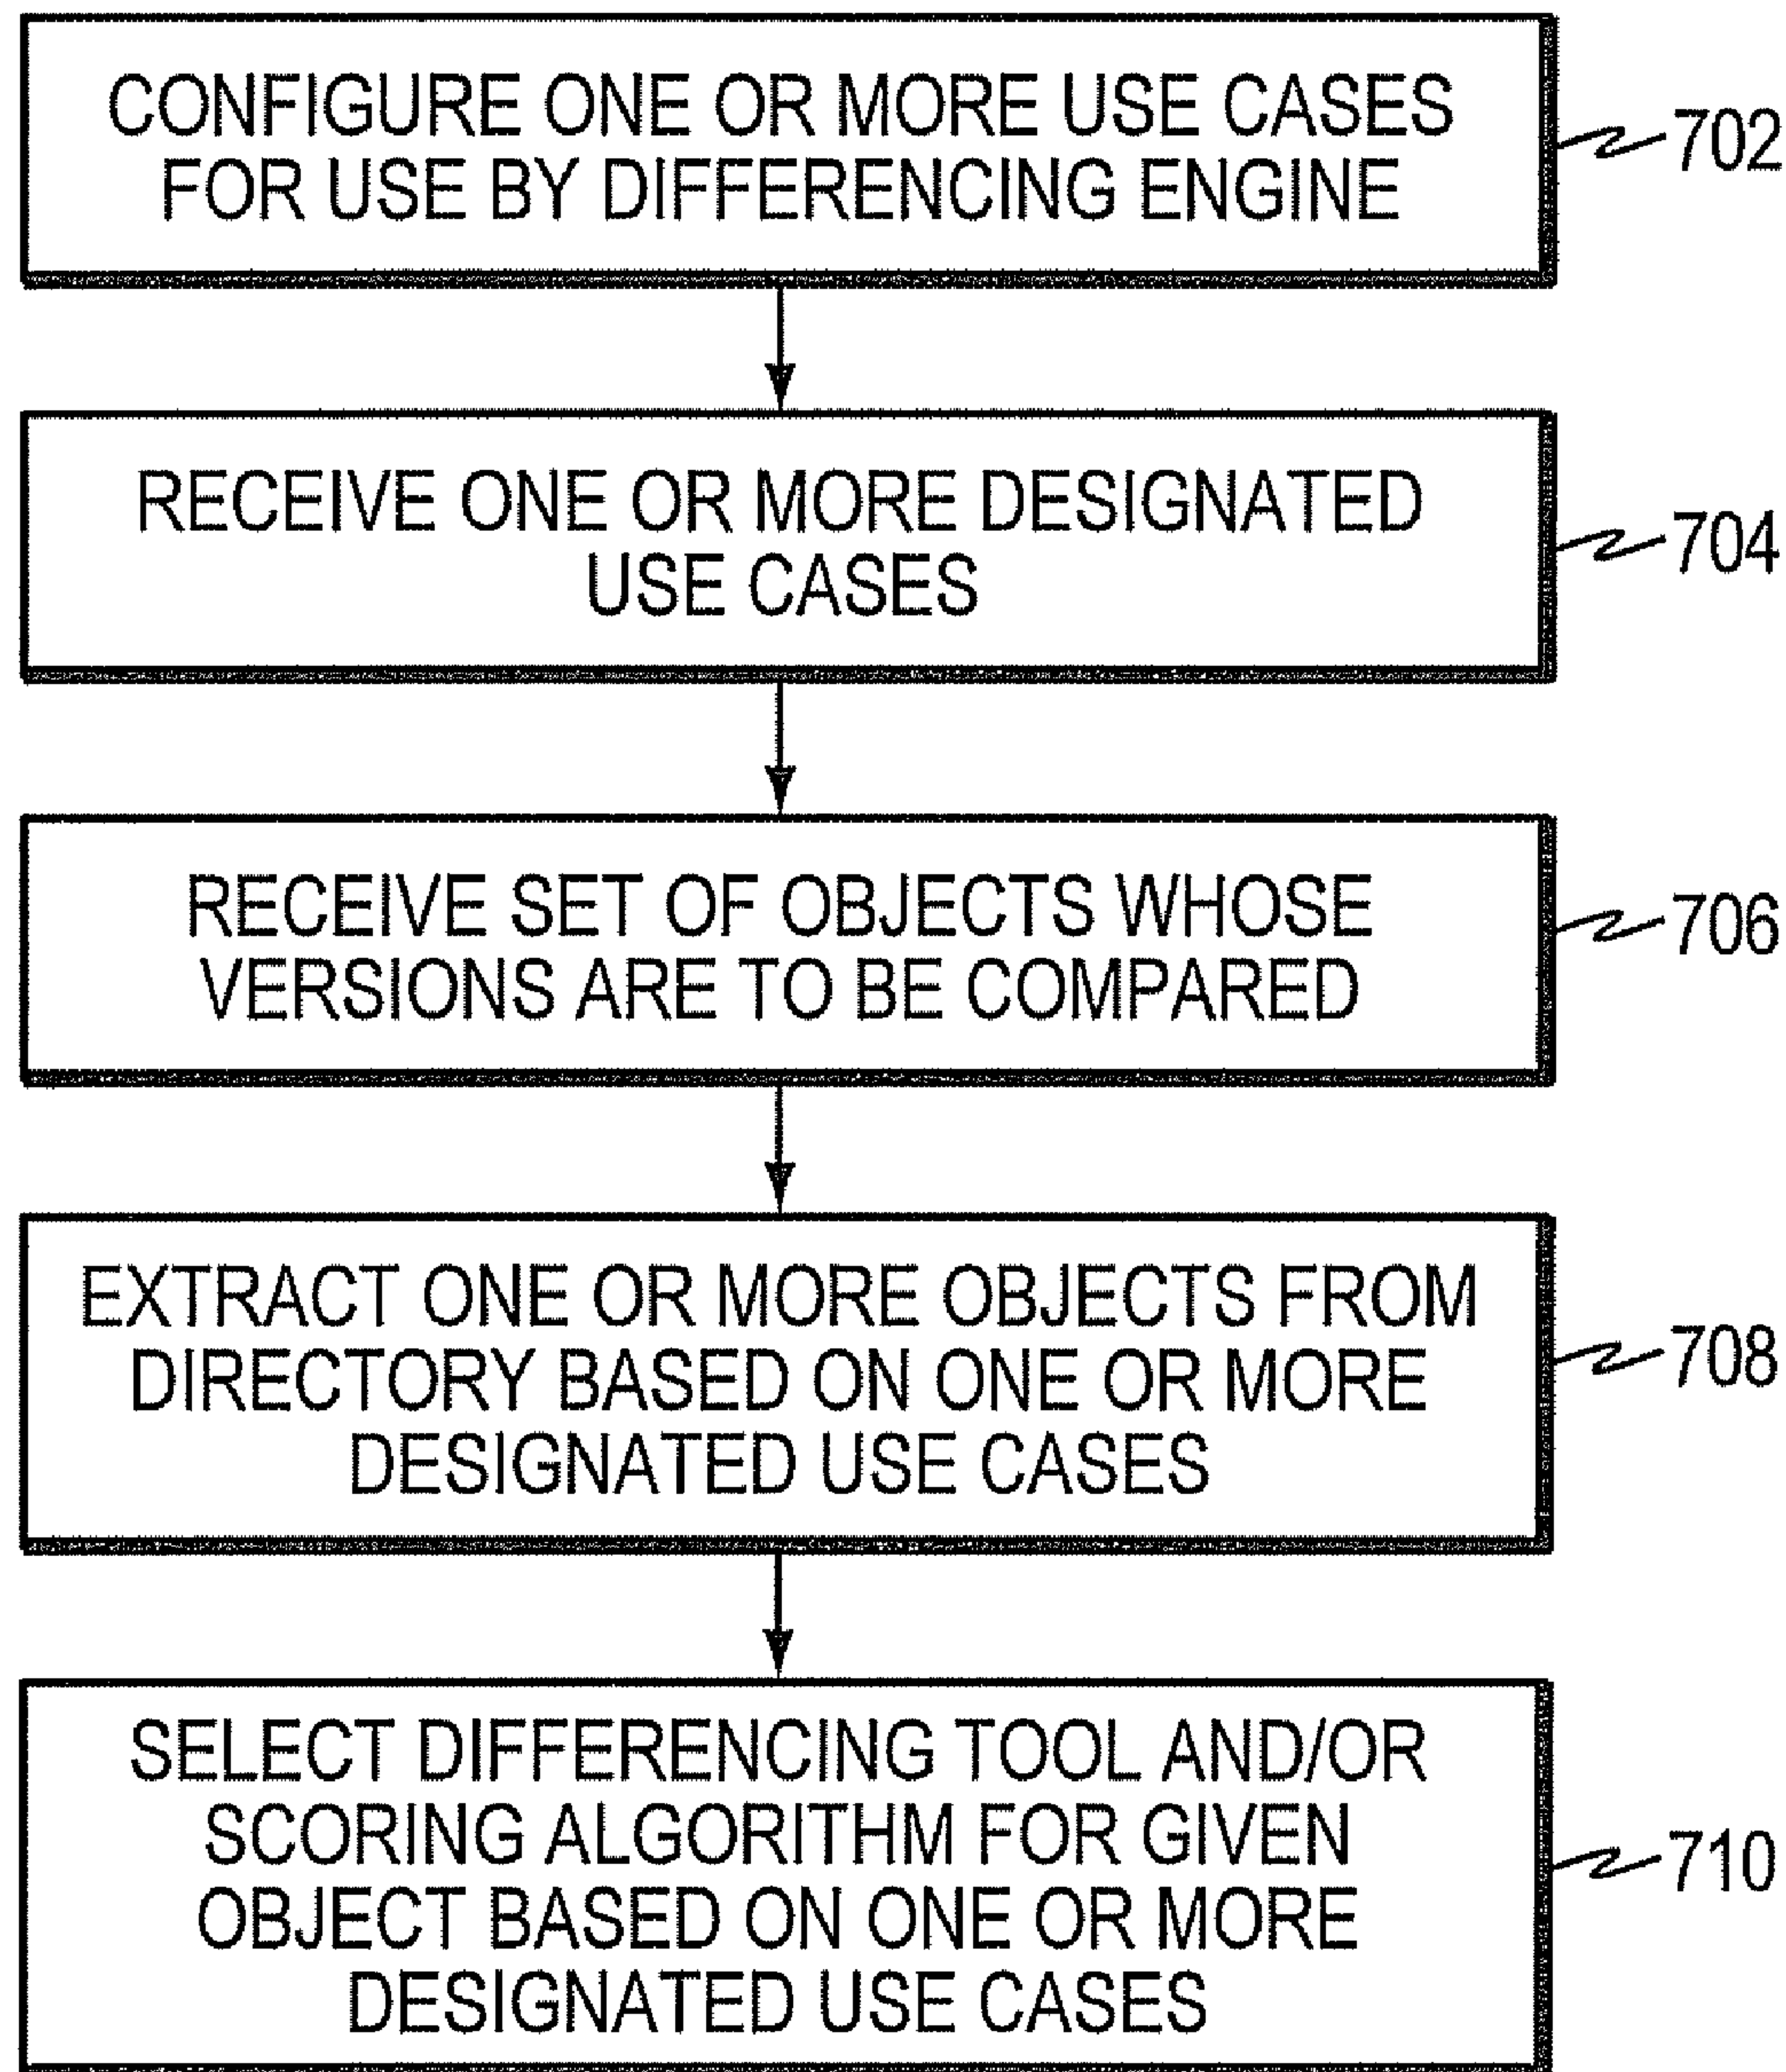 CONFIGURE ONE OR MORE USE CASES
FOR USE BY DIFFERENCING ENGINE
702
RECEIVE ONE OR MORE DESIGNATED
USE CASES
704
RECEIVE SET OF OBJECTS WHOSE
VERSIONS ARE TO BE COMPARED
706
EXTRACT ONE OR MORE OBJECTS FROM
DIRECTORY BASED ON ONE OR MORE
DESIGNATED USE CASES
708
SELECT DIFFERENCING TOOL AND/OR
SCORING ALGORITHM FOR GIVEN
OBJECT BASED ON ONE OR MORE
DESIGNATED USE CASES
710